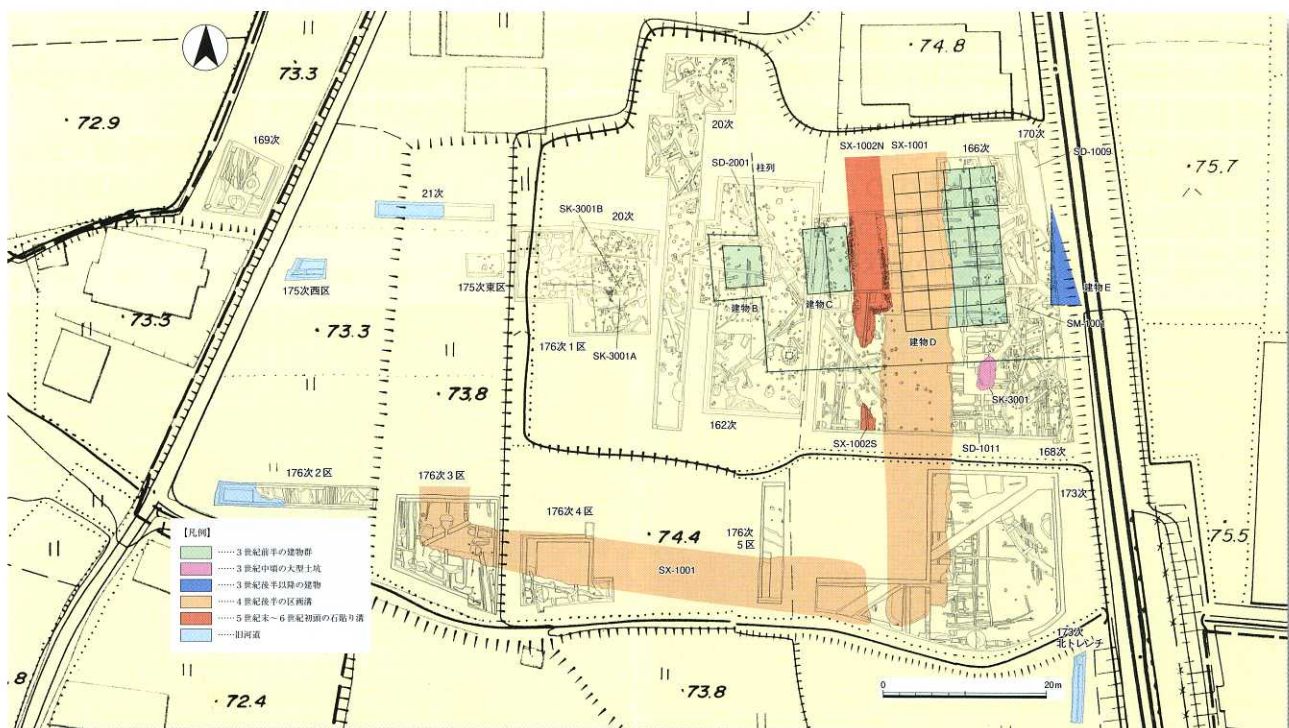 74.8
73.3
72.9
169次
20次
170次
SX-1002N
SX-1001
166次
SD-1009
SD-2001
柱列
75.7
21次
SK-3001B
20次
175次西区
175次東区
73.3
73.3
建物B
建物C
建物E
176次1区
SK-3001A
建物D
SM-1001
SK-3001
73.8
162次
SX-1002S
SD-1011
168次
176次2区
176次3区
173次
176次4区
74.4
176次
5区
75.5
【凡例】
……３世紀前半の建物群
……３世紀中頃の大型土坑
……３世紀後半以降の建物
……４世紀後半の区画溝
……５世紀末～６世紀初頭の石貼り溝
……旧河道
SX-1001
173次
北トレンチ
.8
72.4
73.8
0
20m